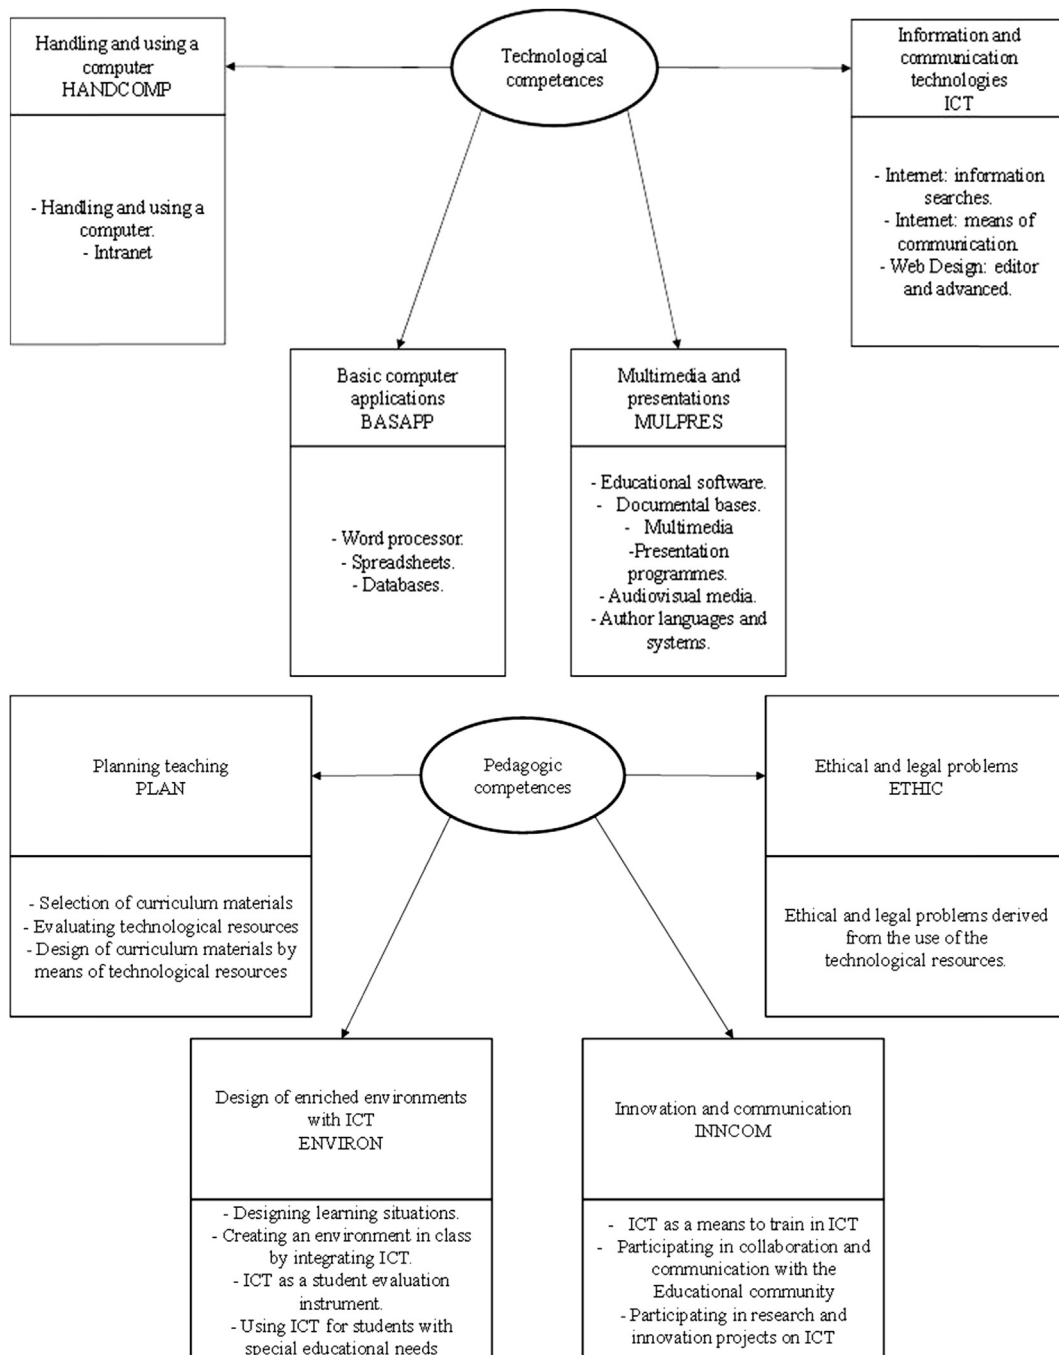 Handling and using a
computer
HANDCOMP
Technological
competences
Information and
communication
technologies
ICT
- Handling and using a
computer.
- Intranet
- Internet: information
searches.
- Internet: means of
communication.
- Web Design: editor
and advanced.
Basic computer
applications
BASAPP
Multimedia and
presentations
MULPRES
- Word processor.
- Spreadsheets.
- Databases.
- Educational software.
- Documental bases.
- Multimedia
-Presentation
programmes.
- Audiovisual media.
- Author languages and
systems.
Planning teaching
PLAN
Pedagogic
competences
Ethical and legal problems
ETHIC
- Selection of curriculum materials
- Evaluating technological resources
- Design of curriculum materials by
means of technological resources
Ethical and legal problems derived
from the use of the
technological resources.
Design of enriched environments
with ICT
ENVIRON
Innovation and communication
INNCOM
- Designing learning situations.
- Creating an environment in class
by integrating ICT.
- ICT as a student evaluation
instrument.
- Using ICT for students with
special educational needs
- ICT as a means to train in ICT
- Participating in collaboration and
communication with the
Educational community
- Participating in research and
innovation projects on ICT